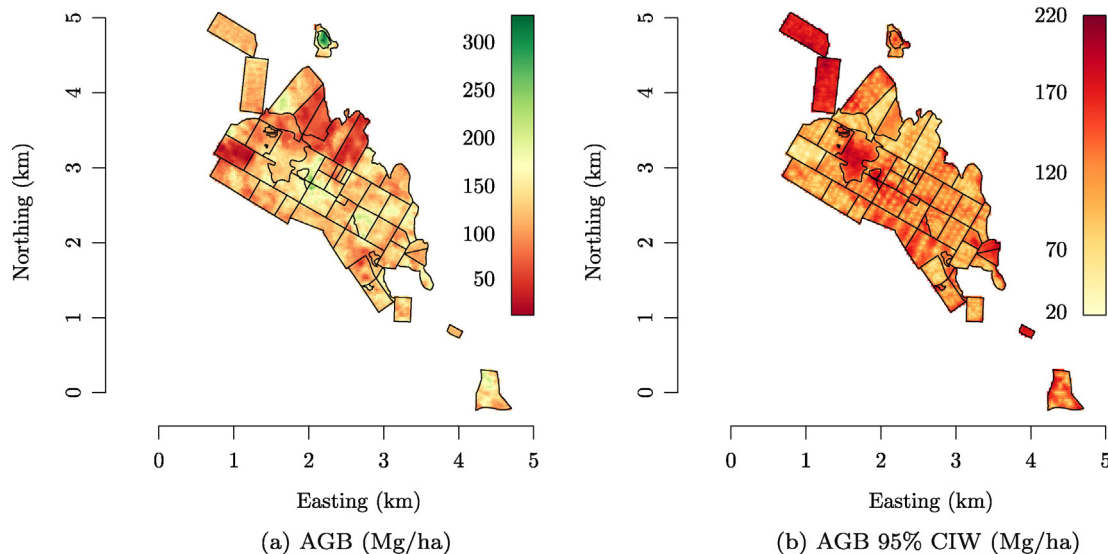 5
4
3
2
1
0
Northing (km)
300
200
150
100
50
0 1 2 3 4 5
Easting (km)
(a) AGB (Mg/ha)
5
4
3
2
1
0
Northing (km)
220
170
120
70
20
0 1 2 3 4 5
Easting (km)
(b) AGB 95% CIW (Mg/ha)